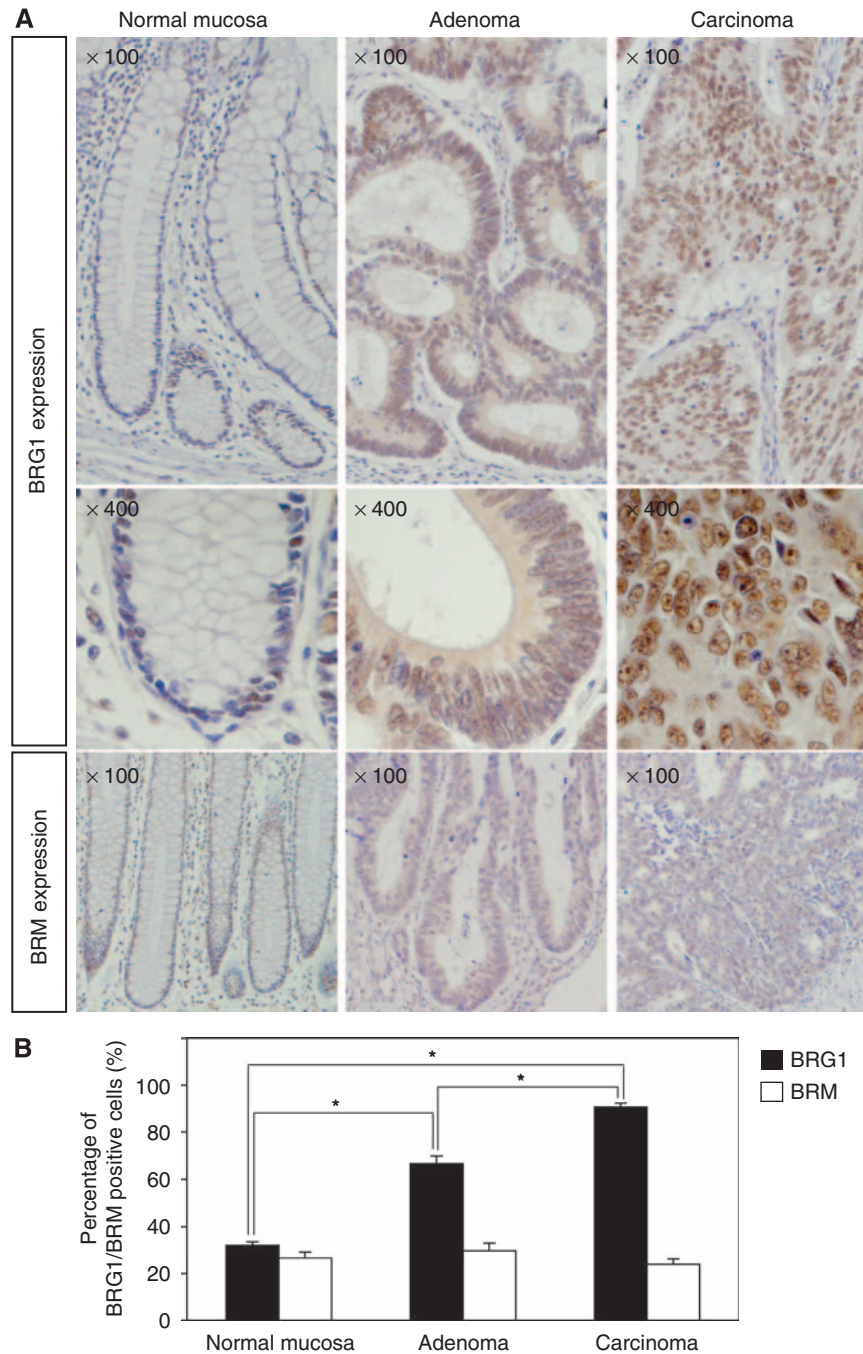 A
Normal mucosa
Adenoma
Carcinoma
BRG1 expression
× 100
× 100
× 100
× 400
× 400
× 400
BRM expression
× 100
× 100
× 100
B
Percentage of
BRG1/BRM positive cells (%)
100
80
60
40
20
0
*
*
*
BRG1
BRM
Normal mucosa
Adenoma
Carcinoma